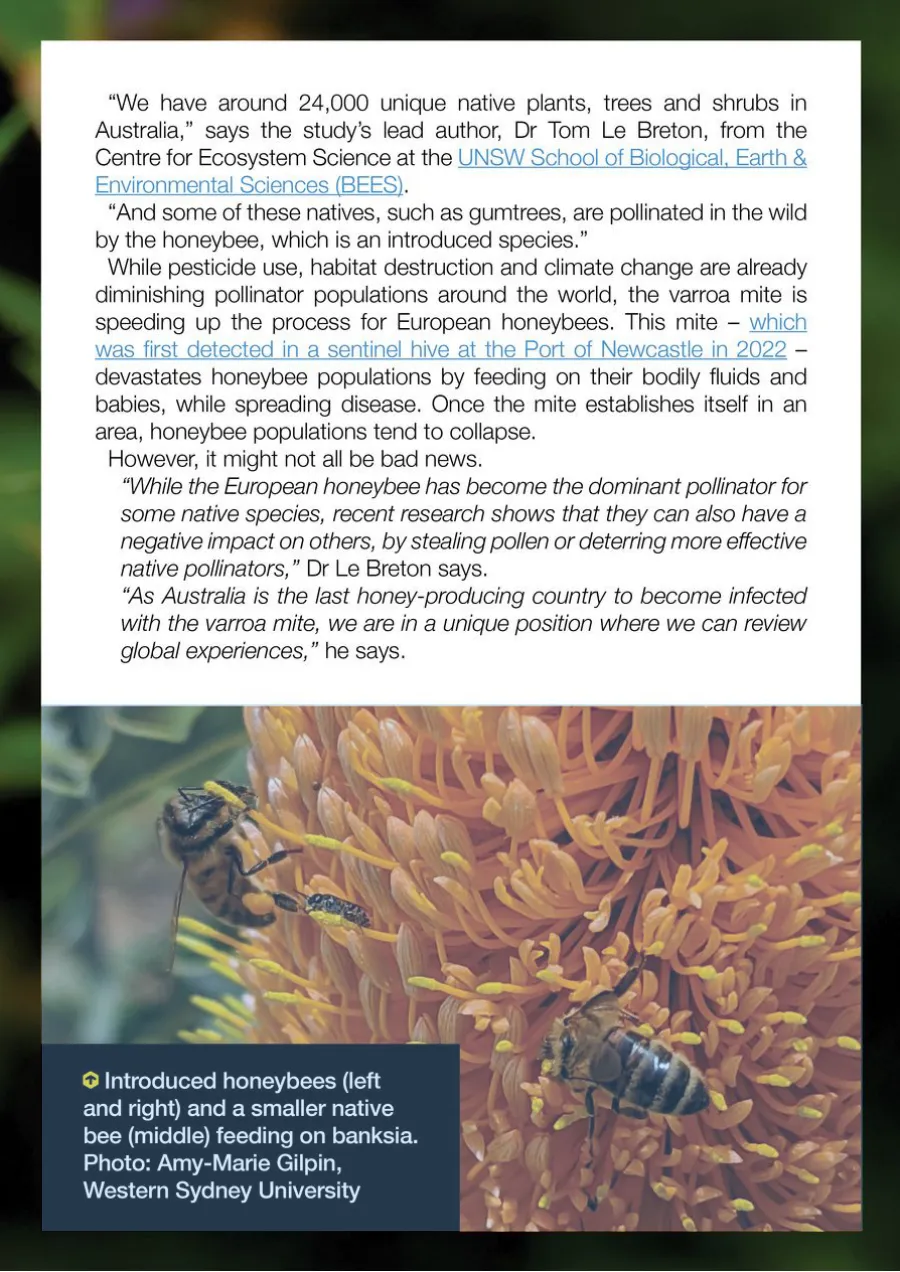 “We have around 24,000 unique native plants, trees and shrubs in
Australia,” says the study’s lead author, Dr Tom Le Breton, from the
Centre for Ecosystem Science at the UNSW School of Biological, Earth &
Environmental Sciences (BEES).
“And some of these natives, such as gumtrees, are pollinated in the wild
by the honeybee, which is an introduced species.”
While pesticide use, habitat destruction and climate change are already
diminishing pollinator populations around the world, the varroa mite is
speeding up the process for European honeybees. This mite – which
was first detected in a sentinel hive at the Port of Newcastle in 2022 –
devastates honeybee populations by feeding on their bodily fluids and
babies, while spreading disease. Once the mite establishes itself in an
area, honeybee populations tend to collapse.
However, it might not all be bad news.
“While the European honeybee has become the dominant pollinator for
some native species, recent research shows that they can also have a
negative impact on others, by stealing pollen or deterring more effective
native pollinators,” Dr Le Breton says.
“As Australia is the last honey-producing country to become infected
with the varroa mite, we are in a unique position where we can review
global experiences,” he says.
Introduced honeybees (left
and right) and a smaller native
bee (middle) feeding on banksia.
Photo: Amy-Marie Gilpin,
Western Sydney University